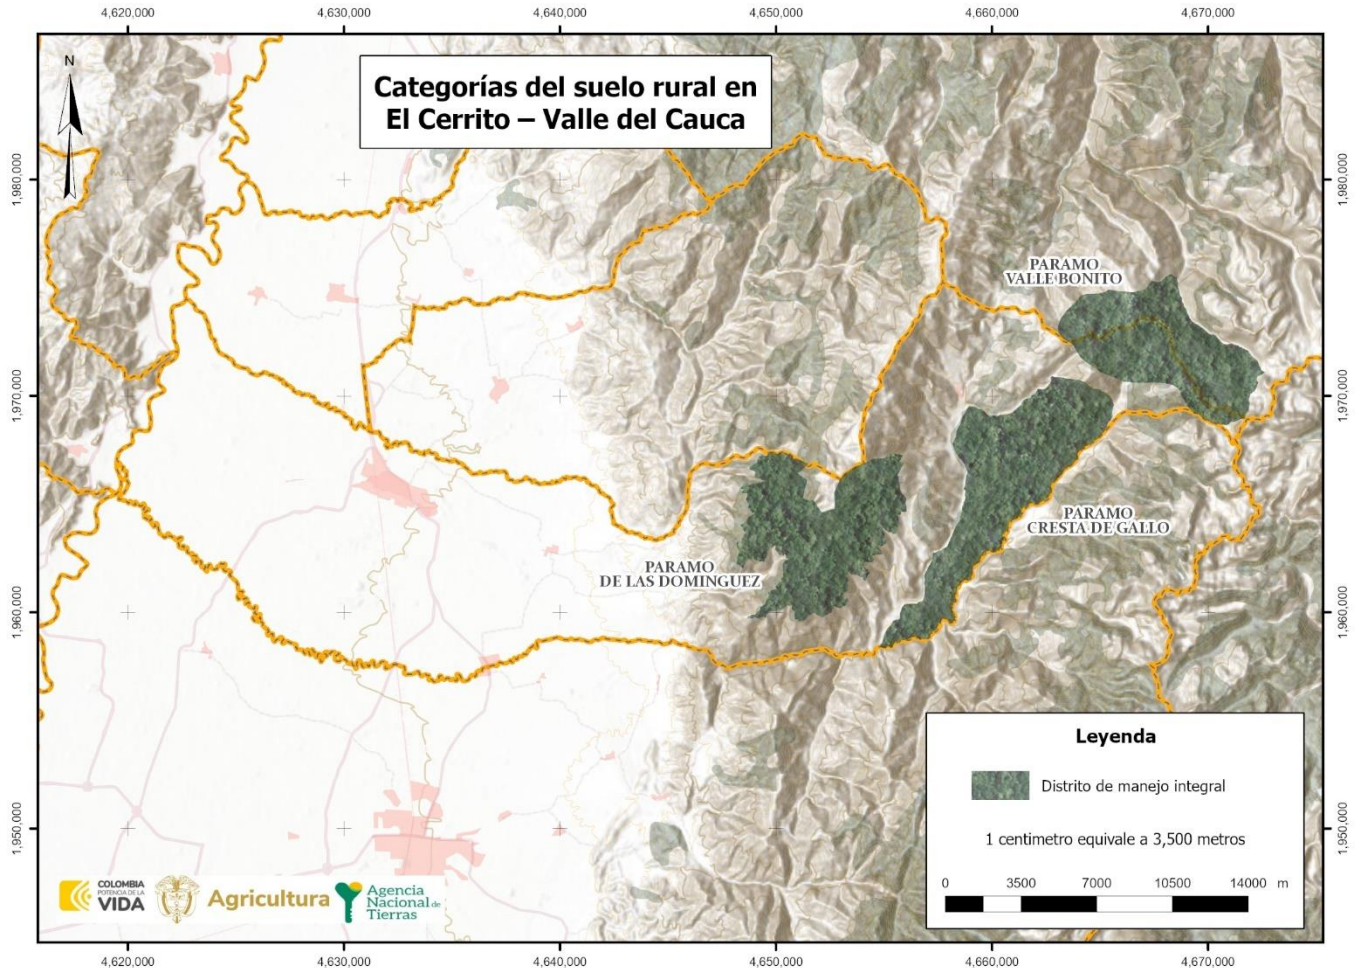 4,620,000 4,630,000 4,640,000 4,650,000 4,660,000 4,670,000
N
Categorías del suelo rural en
El Cerrito – Valle del Cauca
1,980,000 1,980,000
PARAMO
VALLE BONITO
1,970,000 1,970,000
PARAMO
CRESTA DE GALLO
PARAMO
DE LAS DOMINGUEZ
1,960,000 1,960,000
Leyenda
Distrito de manejo integral
1 centimetro equivale a 3,500 metros
0 3500 7000 10500 14000 m
1,950,000 1,950,000
COLOMBIA
POTENCIA DE LA
VIDA
Agricultura
Agencia
Nacional de
Tierras
4,620,000 4,630,000 4,640,000 4,650,000 4,660,000 4,670,000